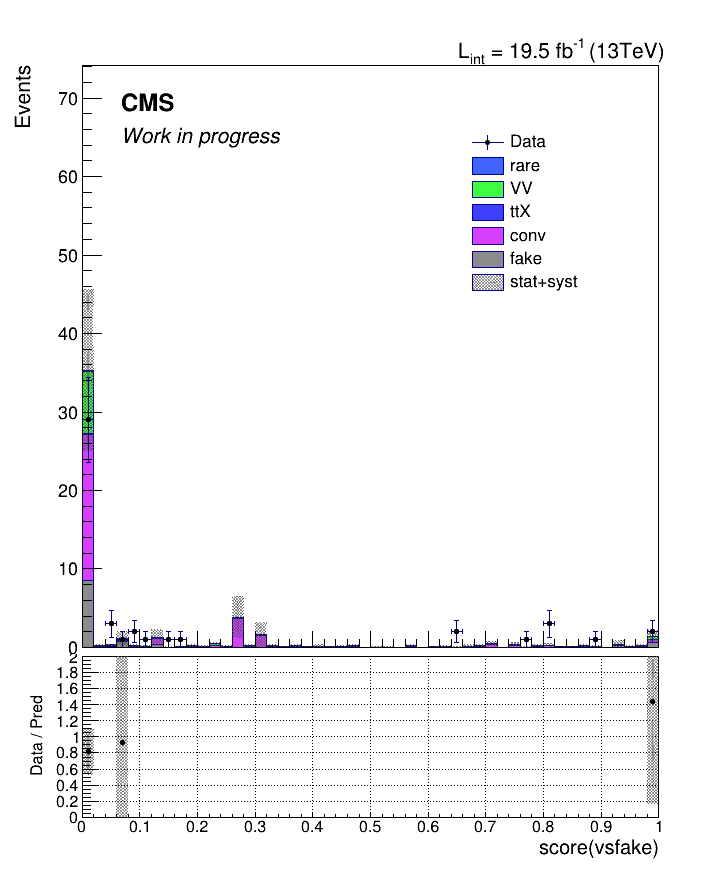 L_int = 19.5 fb^-1 (13TeV)
Events
CMS
Work in progress
Data
rare
VV
ttX
conv
fake
stat+syst
70
60
50
40
30
20
10
0
Data / Pred
2
1.8
1.6
1.4
1.2
1
0.8
0.6
0.4
0.2
0
0 0.1 0.2 0.3 0.4 0.5 0.6 0.7 0.8 0.9 1
score(vsfake)